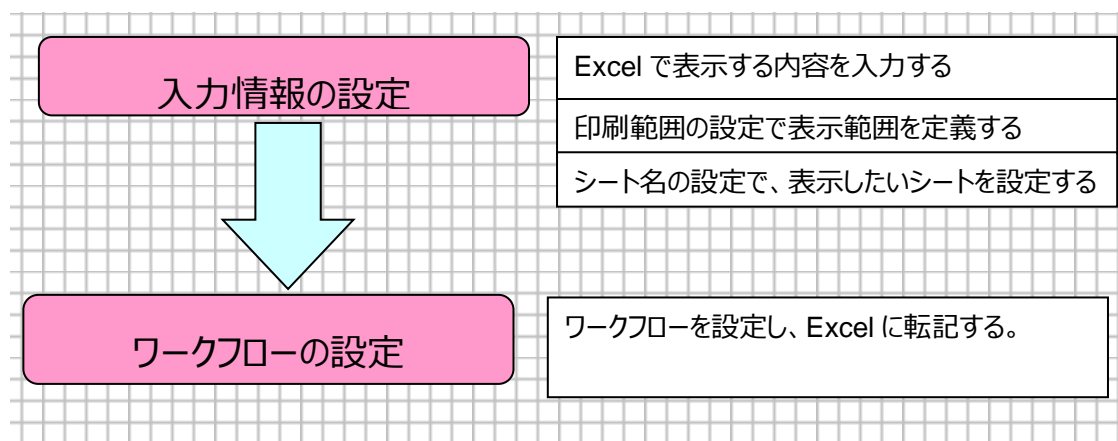 入力情報の設定
Excel で表示する内容を入力する
印刷範囲の設定で表示範囲を定義する
シート名の設定で、表示したいシートを設定する
ワークフローの設定
ワークフローを設定し、Excel に転記する。